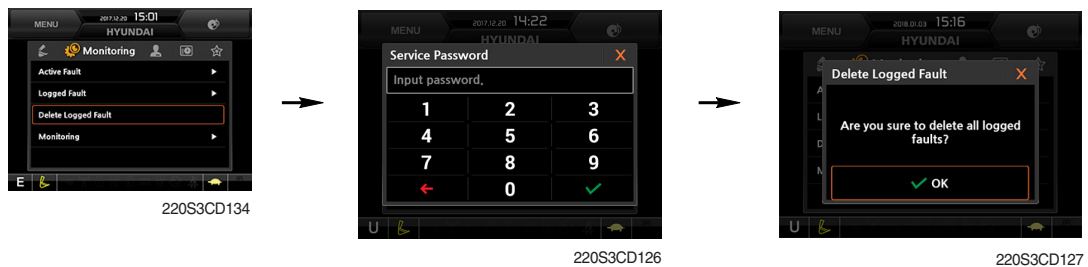 MENU
2017.12.20 15:01
HYUNDAI
Monitoring
Active Fault
Logged Fault
Delete Logged Fault
Monitoring
E
220S3CD134
MENU
2017.12.20 14:22
HYUNDAI
Service Password X
Input password.
1 2 3
4 5 6
7 8 9
0
U
220S3CD126
MENU
2018.01.03 15:16
HYUNDAI
Delete Logged Fault X
Are you sure to delete all logged
faults?
OK
U
220S3CD127